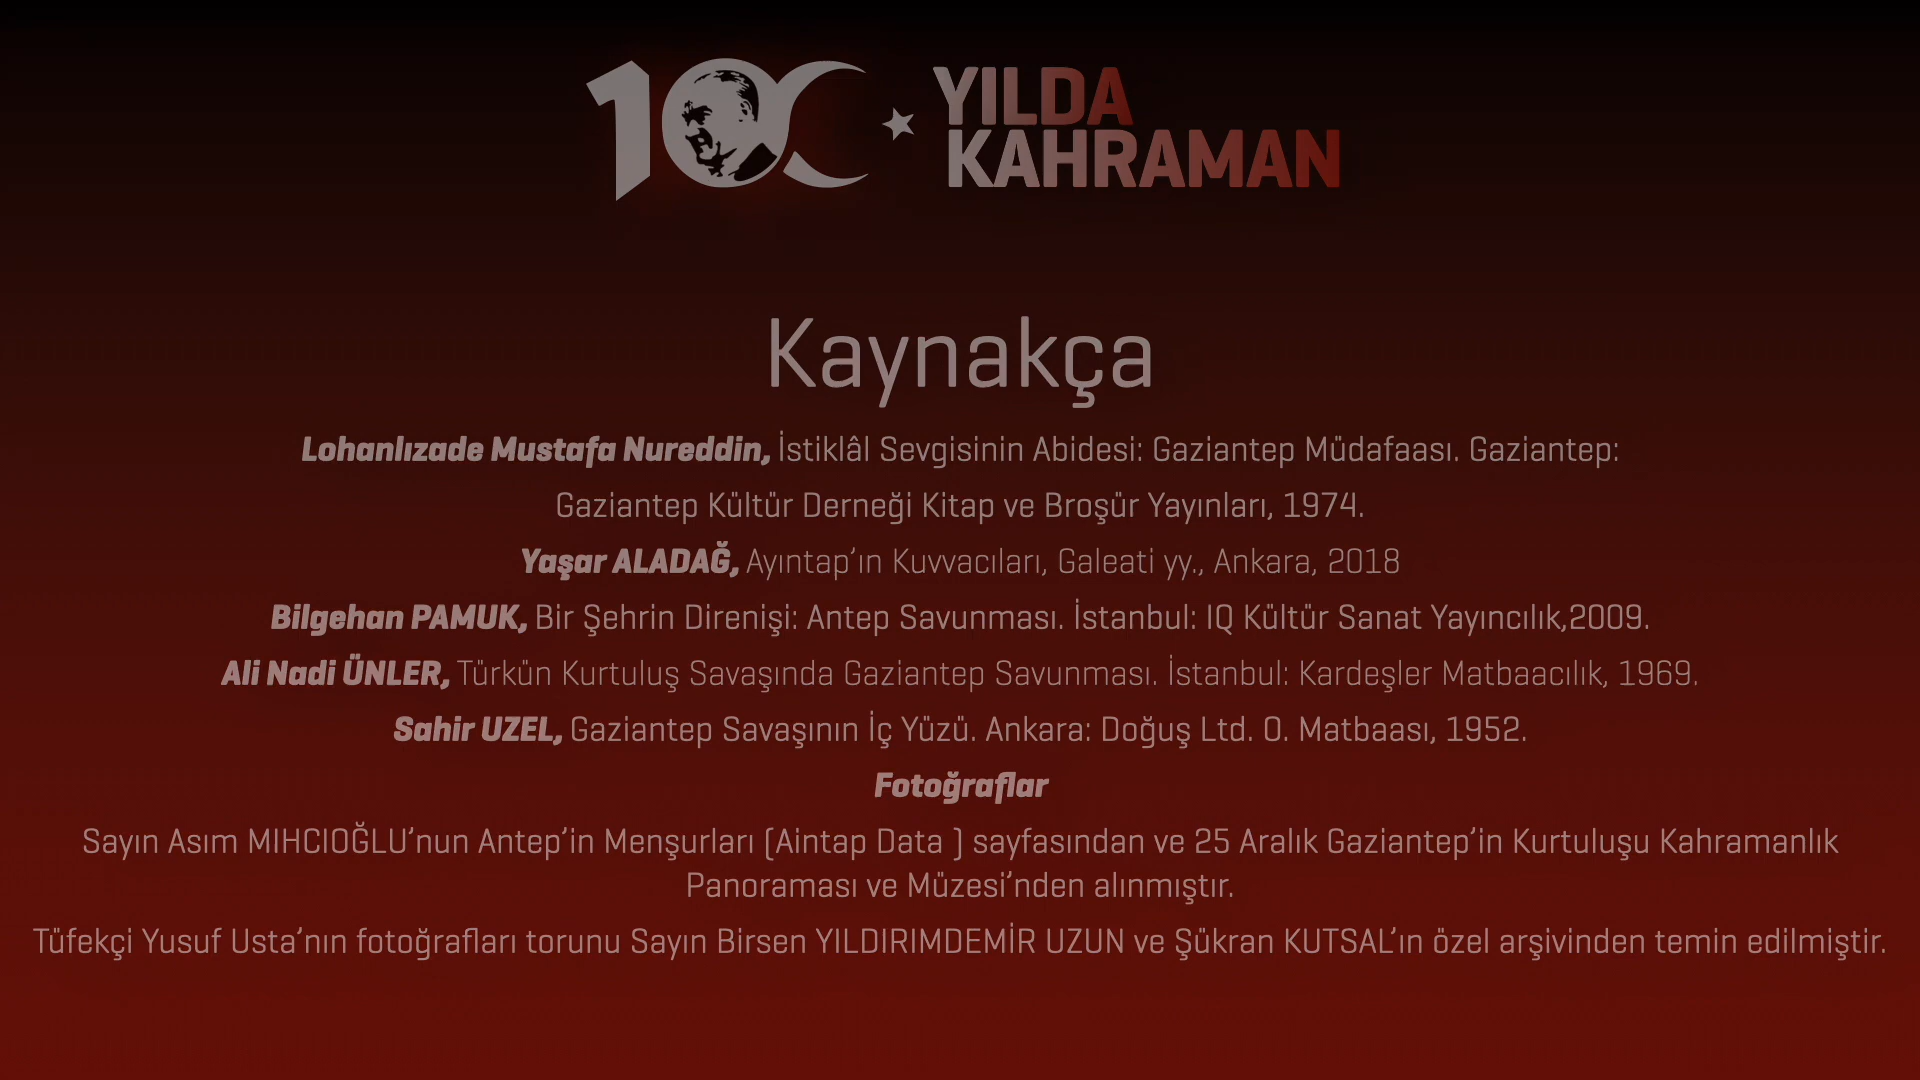 100 YILDA
KAHRAMAN
Kaynakça
Lohanlızade Mustafa Nureddin, İstiklâl Sevgisinin Abidesi: Gaziantep Müdafaası. Gaziantep:
Gaziantep Kültür Derneği Kitap ve Broşür Yayınları, 1974.
Yaşar ALADAĞ, Ayıntap’ın Kuvvacıları, Galeati yy., Ankara, 2018
Bilgehan PAMUK, Bir Şehrin Direnişi: Antep Savunması. İstanbul: IQ Kültür Sanat Yayıncılık,2009.
Ali Nadi ÜNLER, Türkün Kurtuluş Savaşında Gaziantep Savunması. İstanbul: Kardeşler Matbaacılık, 1969.
Sahir UZEL, Gaziantep Savaşının İç Yüzü. Ankara: Doğuş Ltd. O. Matbaası, 1952.
Fotoğraflar
Sayın Asım MIHCIOĞLU’nun Antep’in Menşurları (Aintap Data ) sayfasından ve 25 Aralık Gaziantep’in Kurtuluşu Kahramanlık
Panoraması ve Müzesi’nden alınmıştır.
Tüfekçi Yusuf Usta’nın fotoğrafları torunu Sayın Birsen YILDIRIMDEMİR UZUN ve Şükran KUTSAL’ın özel arşivinden temin edilmiştir.